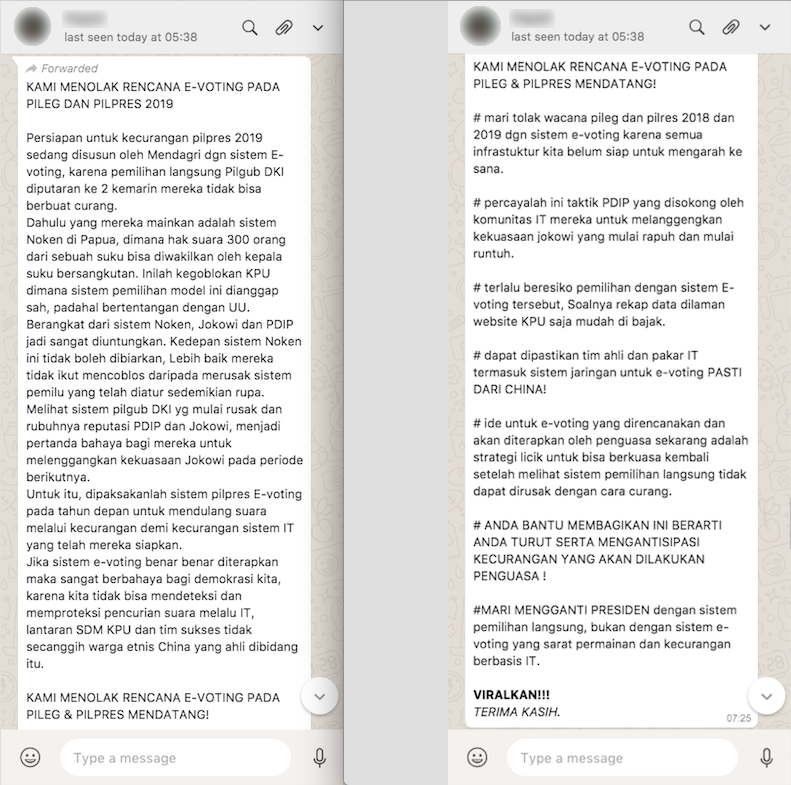 last seen today at 05:38
Forwarded
KAMI MENOLAK RENCANA E-VOTING PADA
PILEG DAN PILPRES 2019
Persiapan untuk kecurangan pilpres 2019
sedang disusun oleh Mendagri dgn sistem E-
voting, karena pemilihan langsung Pilgub DKI
diputaran ke 2 kemarin mereka tidak bisa
berbuat curang.
Dahulu yang mereka mainkan adalah sistem
Noken di Papua, dimana hak suara 300 orang
dari sebuah suku bisa diwakilkan oleh kepala
suku bersangkutan. Inilah kegoblokan KPU
dimana sistem pemilihan model ini dianggap
sah, padahal bertentangan dengan UU.
Berangkat dari sistem Noken, Jokowi dan PDIP
jadi sangat diuntungkan. Kedepan sistem Noken
ini tidak boleh dibiarkan, Lebih baik mereka
tidak ikut mencoblos daripada merusak sistem
pemilu yang telah diatur sedemikian rupa.
Melihat sistem pilgub DKI yg mulai rusak dan
rubuhnya reputasi PDIP dan Jokowi, menjadi
pertanda bahaya bagi mereka untuk
melenggangkan kekuasaan Jokowi pada periode
berikutnya.
Untuk itu, dipaksakanlah sistem pilpres E-voting
pada tahun depan untuk mendulang suara
melalui kecurangan demi kecurangan sistem IT
yang telah mereka siapkan.
Jika sistem e-voting benar benar diterapkan
maka sangat berbahaya bagi demokrasi kita,
karena kita tidak bisa mendeteksi dan
memproteksi pencurian suara melalu IT,
lantaran SDM KPU dan tim sukses tidak
secanggih warga etnis China yang ahli dibidang
itu.
KAMI MENOLAK RENCANA E-VOTING PADA
PILEG & PILPRES MENDATANG!
Type a message
last seen today at 05:38
KAMI MENOLAK RENCANA E-VOTING PADA
PILEG & PILPRES MENDATANG!
# mari tolak wacana pileg dan pilres 2018 dan
2019 dgn sistem e-voting karena semua
infrastuktur kita belum siap untuk mengarah ke
sana.
# percayalah ini taktik PDIP yang disokong oleh
komunitas IT mereka untuk melanggengkan
kekuasaan jokowi yang mulai rapuh dan mulai
runtuh.
# terlalu beresiko pemilihan dengan sistem E-
voting tersebut, Soalnya rekap data dilaman
website KPU saja mudah di bajak.
# dapat dipastikan tim ahli dan pakar IT
termasuk sistem jaringan untuk e-voting PASTI
DARI CHINA!
# ide untuk e-voting yang direncanakan dan
akan diterapkan oleh penguasa sekarang adalah
strategi licik untuk bisa berkuasa kembali
setelah melihat sistem pemilihan langsung tidak
dapat dirusak dengan cara curang.
# ANDA BANTU MEMBAGIKAN INI BERARTI
ANDA TURUT SERTA MENGANTISIPASI
KECURANGAN YANG AKAN DILAKUKAN
PENGUASA !
#MARI MENGGANTI PRESIDEN dengan sistem
pemilihan langsung, bukan dengan sistem e-
voting yang sarat permainan dan kecurangan
berbasis IT.
VIRALKAN!!!
TERIMA KASIH.
07:25
Type a message